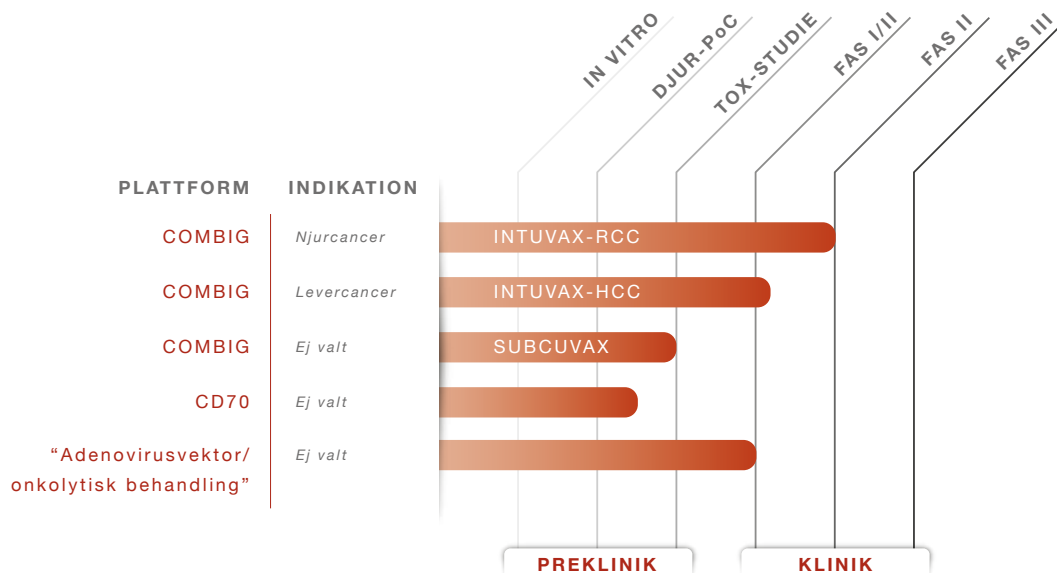 IN VITRO
DJUR-PoC
TOX-STUDIE
FAS I/II
FAS II
FAS III
PLATTFORM INDIKATION
COMBIG Njurcancer INTUVAX-RCC
COMBIG Levercancer INTUVAX-HCC
COMBIG Ej valt SUBCUVAX
CD70 Ej valt
“Adenovirusvektor/ Ej valt
onkolytisk behandling”
PREKLINIK KLINIK